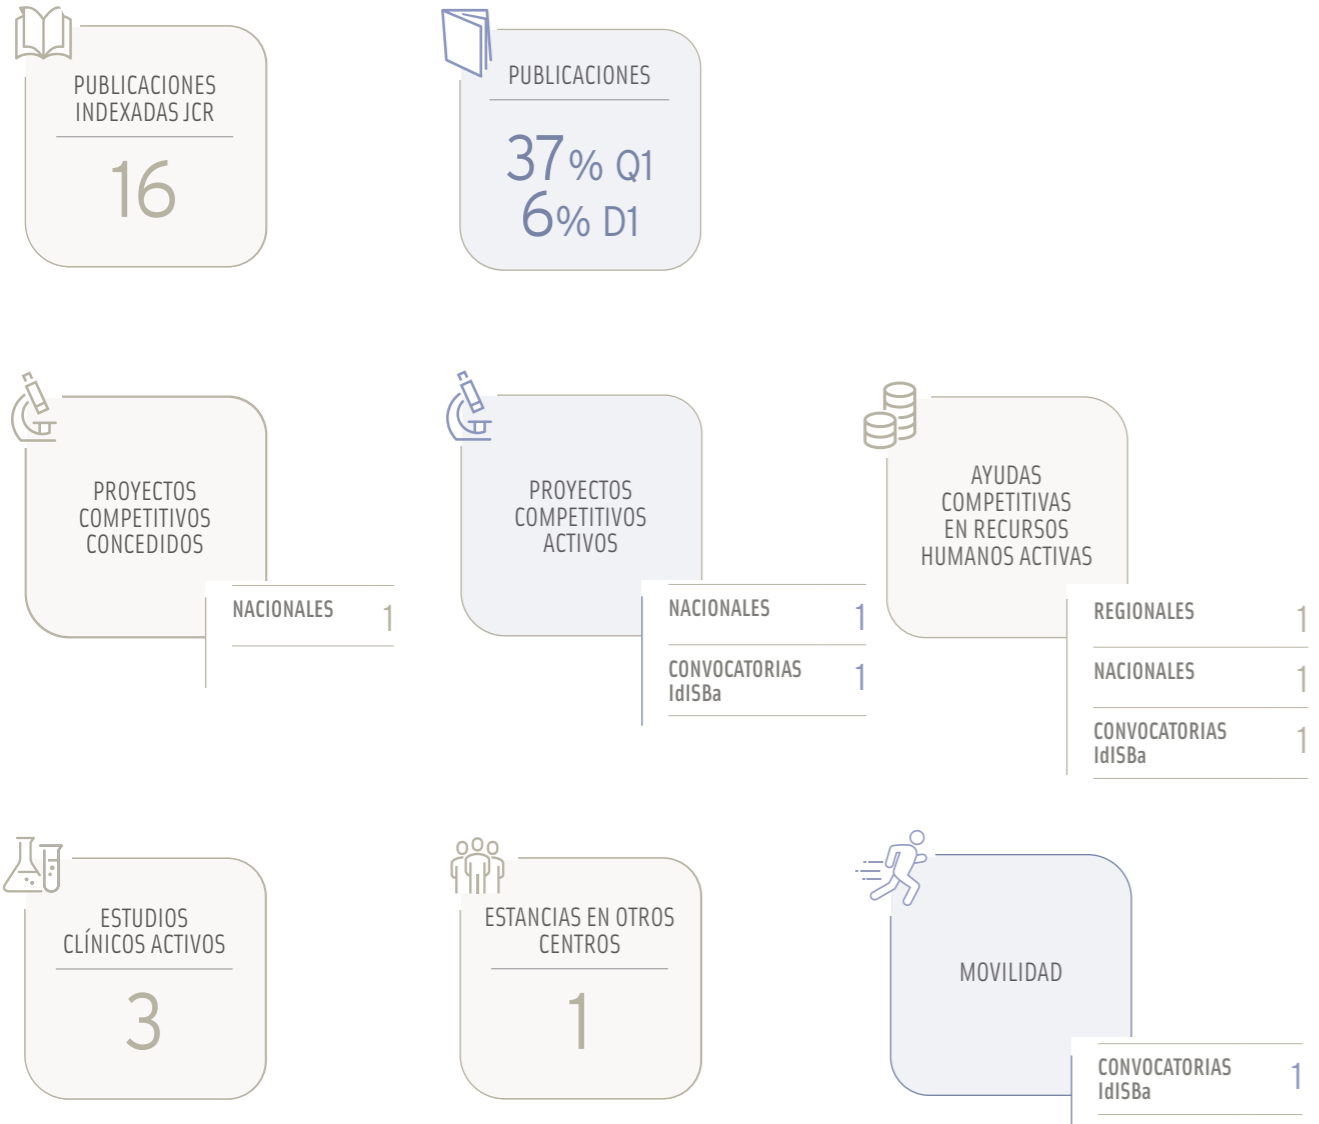 PUBLICACIONES
INDEXADAS JCR
16
PUBLICACIONES
37% Q1
6% D1
PROYECTOS
COMPETITIVOS
CONCEDIDOS
NACIONALES 1
PROYECTOS
COMPETITIVOS
ACTIVOS
NACIONALES 1
CONVOCATORIAS 1
IdISBa
AYUDAS
COMPETITIVAS
EN RECURSOS
HUMANOS ACTIVAS
REGIONALES 1
NACIONALES 1
CONVOCATORIAS 1
IdISBa
ESTUDIOS
CLÍNICOS ACTIVOS
3
ESTANCIAS EN OTROS
CENTROS
1
MOVILIDAD
CONVOCATORIAS 1
IdISBa